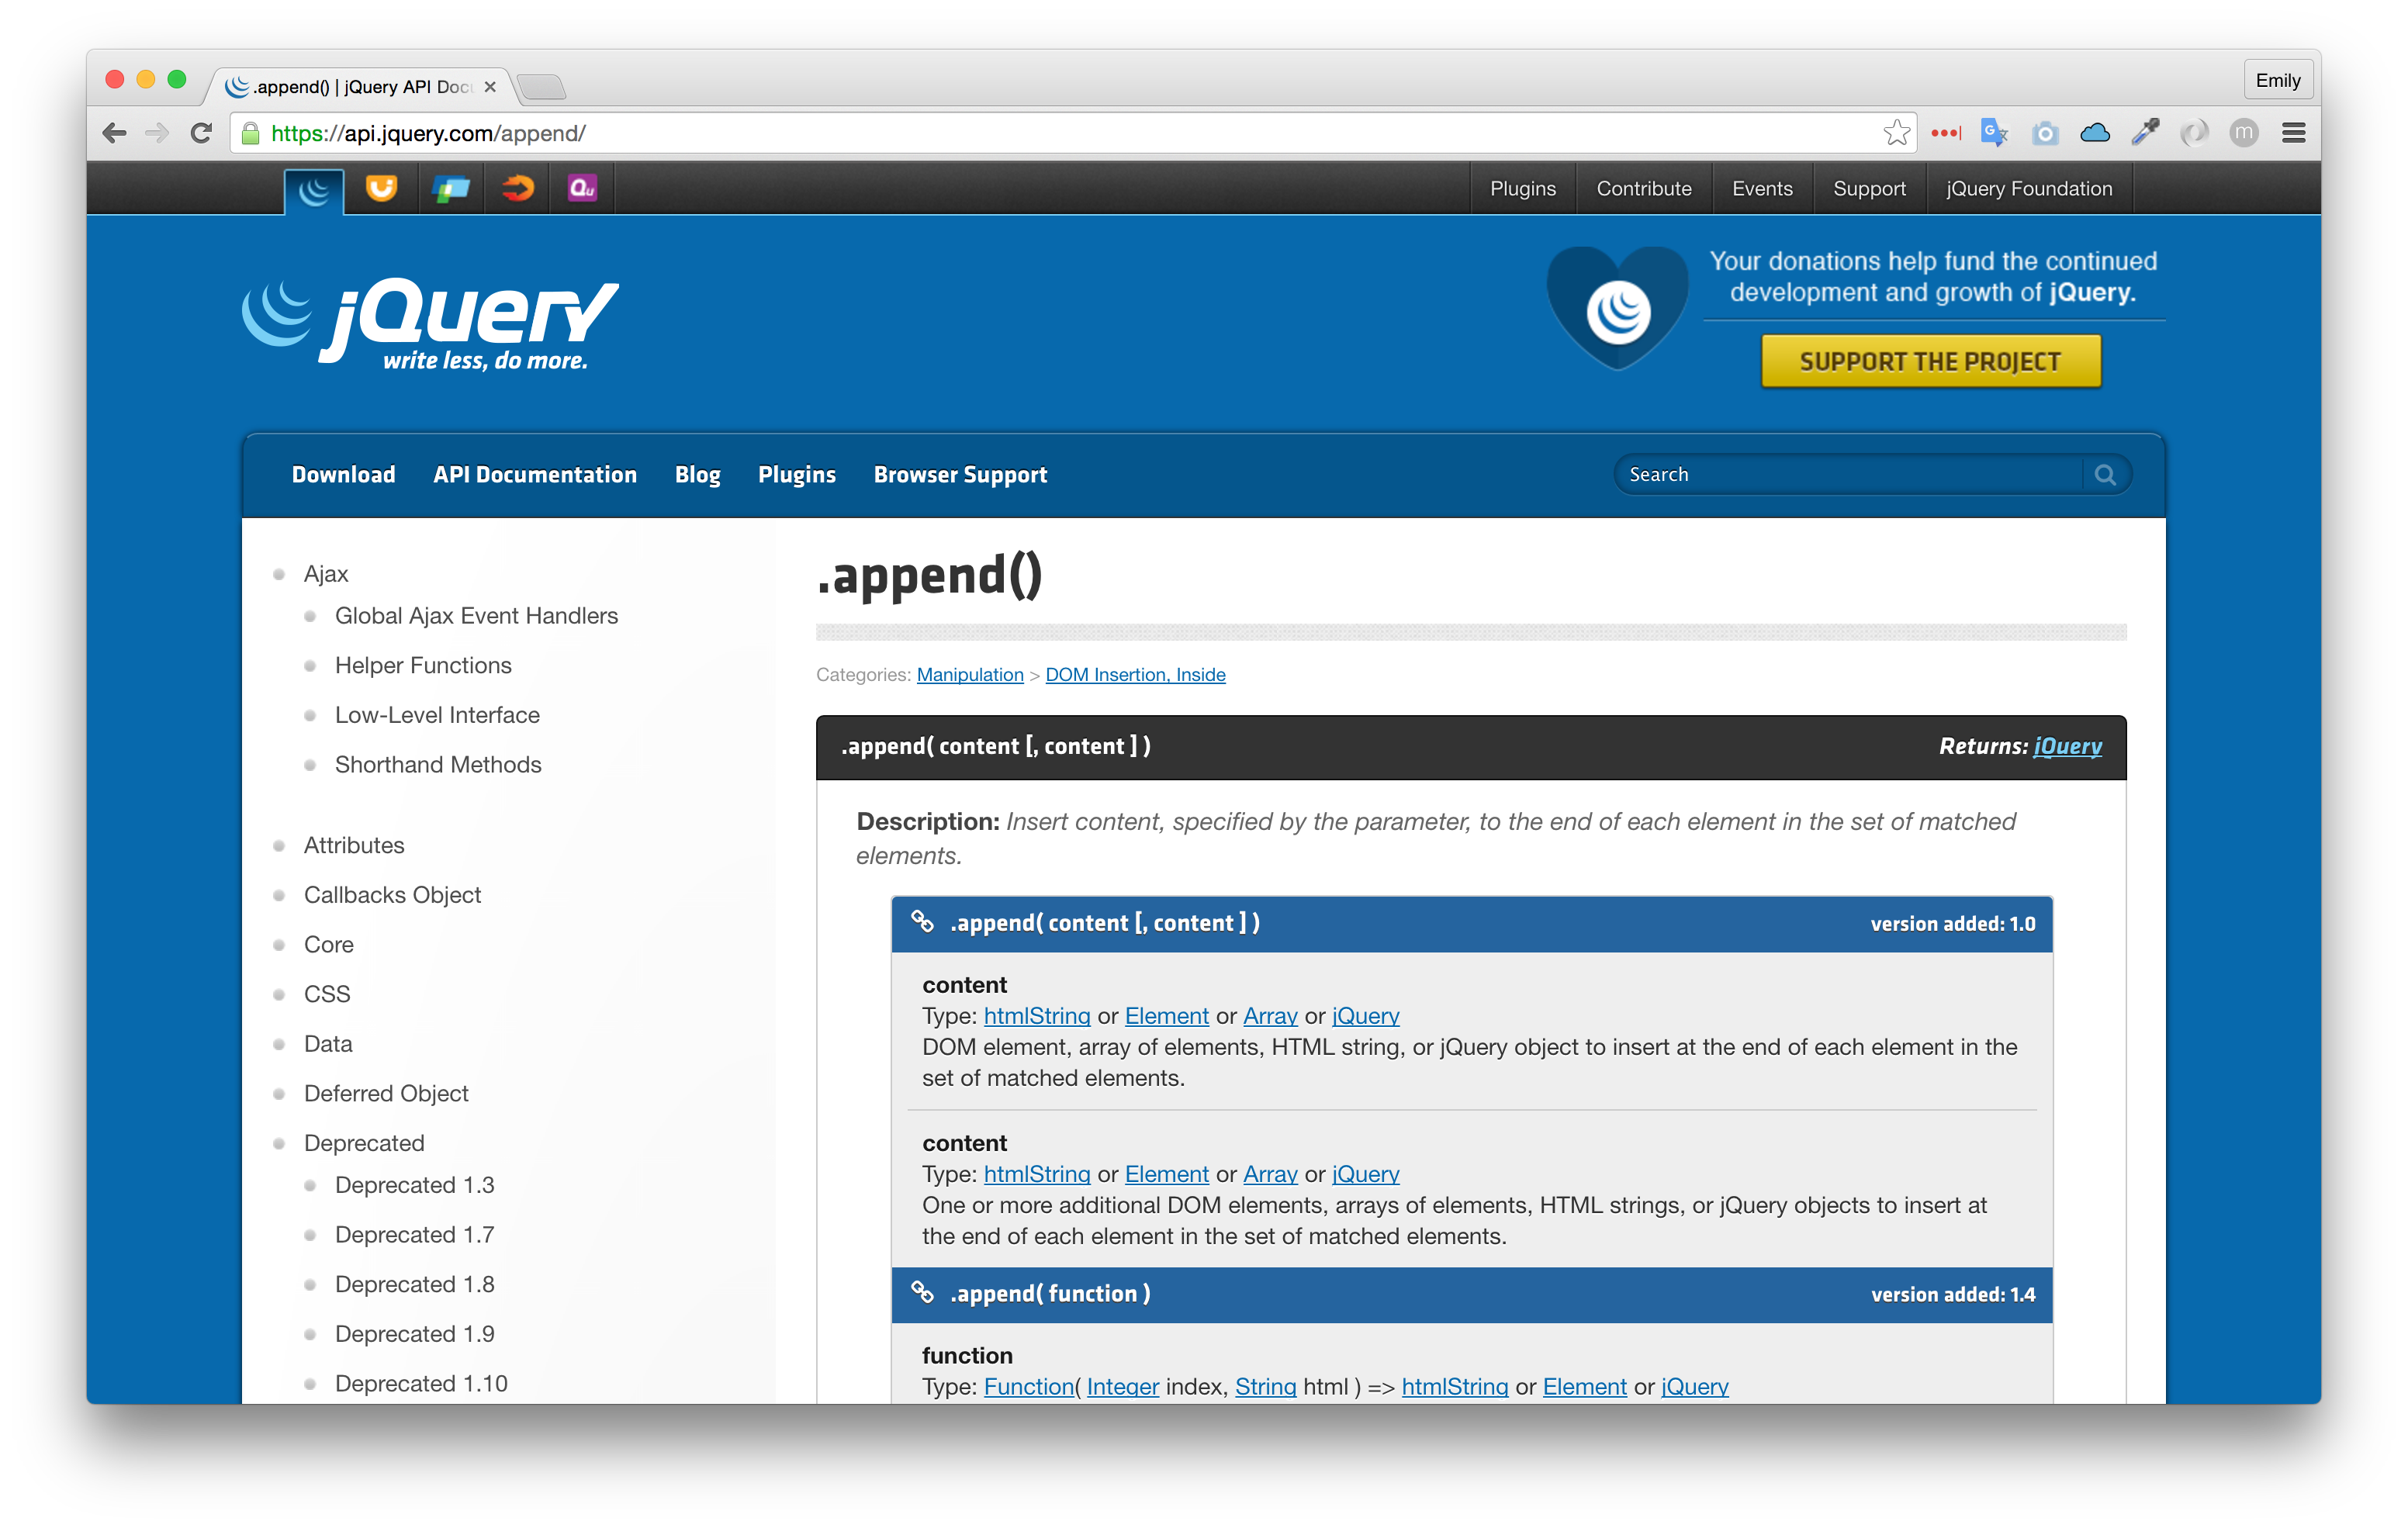 .append() | jQuery API Doc
Emily
https://api.jquery.com/append/
m
Qu
Plugins
Contribute
Events
Support
jQuery Foundation
jQuery
write less, do more.
Your donations help fund the continued
development and growth of jQuery.
SUPPORT THE PROJECT
Download
API Documentation
Blog
Plugins
Browser Support
Search
Ajax
Global Ajax Event Handlers
Helper Functions
Low-Level Interface
Shorthand Methods
Attributes
Callbacks Object
Core
CSS
Data
Deferred Object
Deprecated
Deprecated 1.3
Deprecated 1.7
Deprecated 1.8
Deprecated 1.9
Deprecated 1.10
.append()
Categories: Manipulation > DOM Insertion, Inside
.append( content [, content ] )
Returns: jQuery
Description: Insert content, specified by the parameter, to the end of each element in the set of matched
elements.
.append( content [, content ] )
version added: 1.0
content
Type: htmlString or Element or Array or jQuery
DOM element, array of elements, HTML string, or jQuery object to insert at the end of each element in the
set of matched elements.
content
Type: htmlString or Element or Array or jQuery
One or more additional DOM elements, arrays of elements, HTML strings, or jQuery objects to insert at
the end of each element in the set of matched elements.
.append( function )
version added: 1.4
function
Type: Function( Integer index, String html ) => htmlString or Element or jQuery